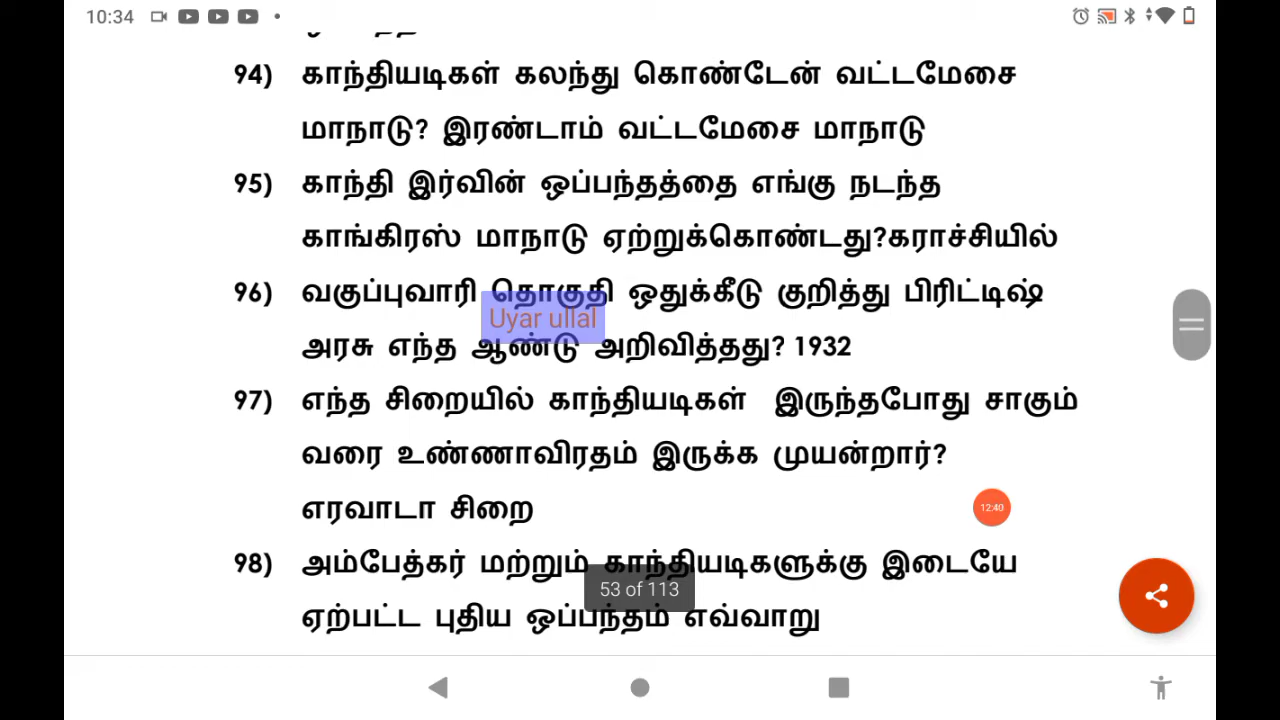 10:34
94) காந்தியடிகள் கலந்து கொண்டேன் வட்டமேசை
மாநாடு? இரண்டாம் வட்டமேசை மாநாடு
95) காந்தி இர்வின் ஒப்பந்தத்தை எங்கு நடந்த
காங்கிரஸ் மாநாடு ஏற்றுக்கொண்டது?கராச்சியில்
96) வகுப்புவாரி தொகுதி ஒதுக்கீடு குறித்து பிரிட்டிஷ்
Uyar ullal
அரசு எந்த ஆண்டு அறிவித்தது? 1932
97) எந்த சிறையில் காந்தியடிகள் இருந்தபோது சாகும்
வரை உண்ணாவிரதம் இருக்க முயன்றார்?
எரவாடா சிறை
12:40
98) அம்பேத்கர் மற்றும் காந்தியடிகளுக்கு இடையே
53 of 113
ஏற்பட்ட புதிய ஒப்பந்தம் எவ்வாறு